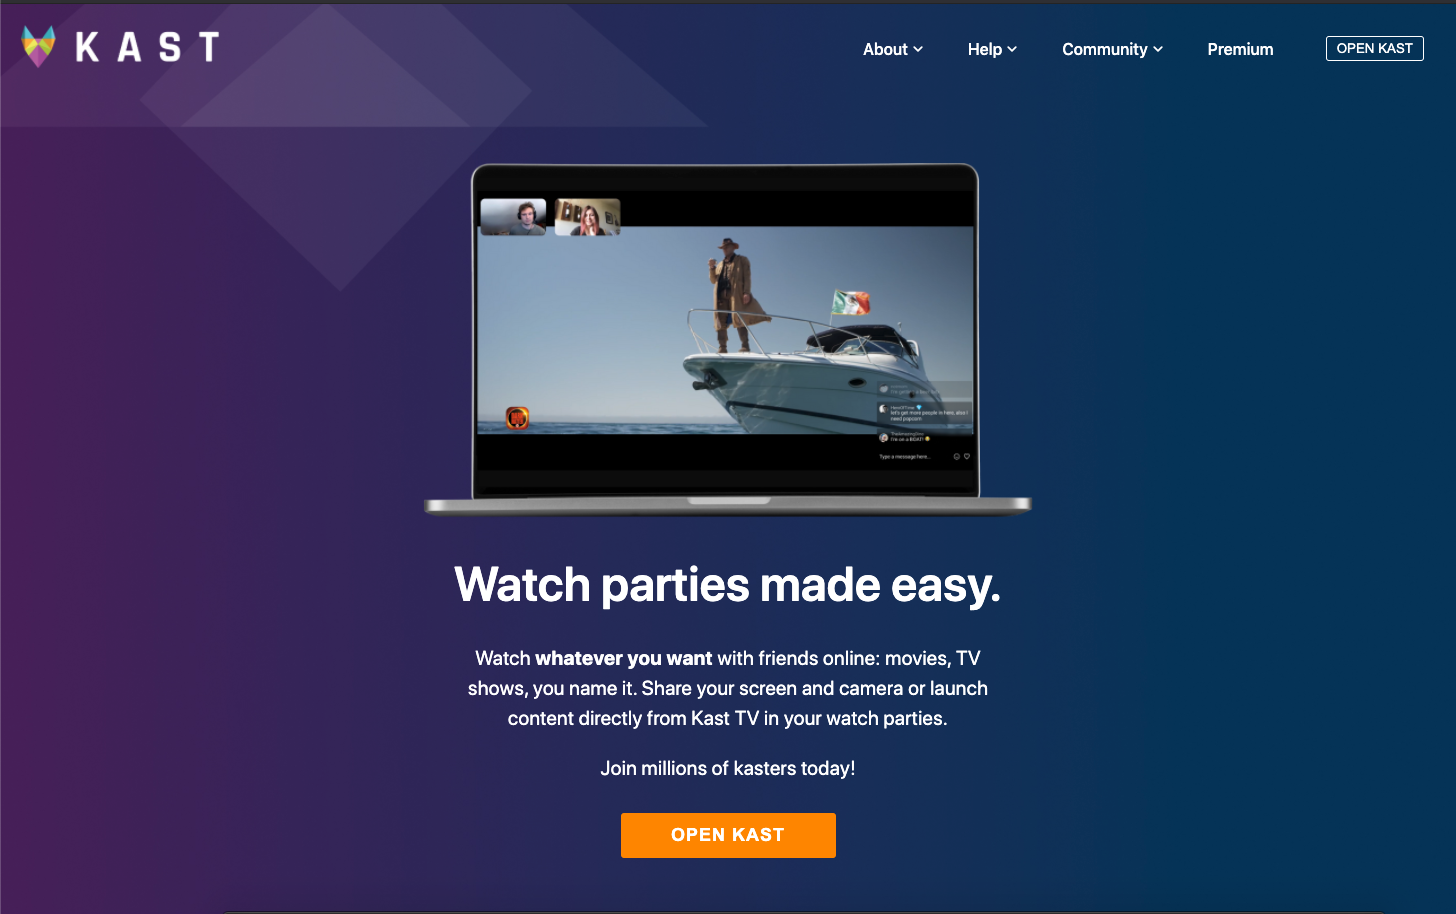 KAST
About
Help
Community
Premium
OPEN KAST
let's get more people in here, also I
need popcorn
I'm on a BOAT!
Type a message here...
Watch parties made easy.
Watch whatever you want with friends online: movies, TV
shows, you name it. Share your screen and camera or launch
content directly from Kast TV in your watch parties.
Join millions of kasters today!
OPEN KAST